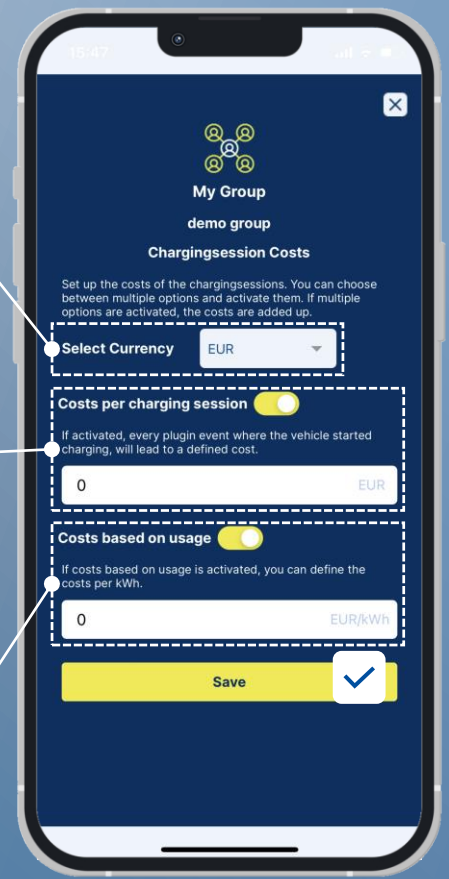 15:47
My Group
demo group
Chargingsession Costs
Set up the costs of the chargingsessions. You can choose
between multiple options and activate them. If multiple
options are activated, the costs are added up.
Select Currency EUR
Costs per charging session
If activated, every plugin event where the vehicle started
charging, will lead to a defined cost.
0 EUR
Costs based on usage
If costs based on usage is activated, you can define the
costs per kWh.
0 EUR/kWh
Save